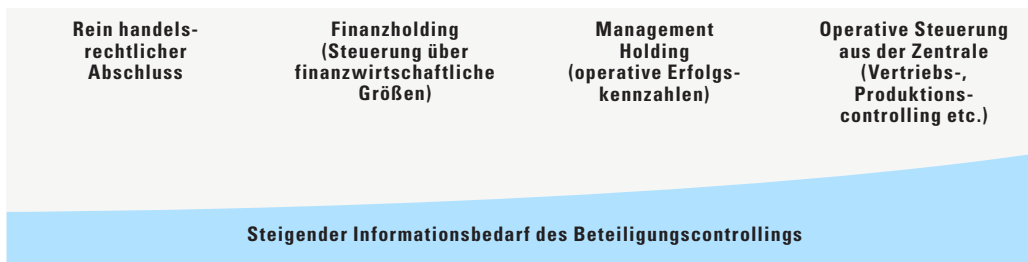 Rein handels-
rechtlicher
Abschluss
Finanzholding
(Steuerung über
finanzwirtschaftliche
Größen)
Management
Holding
(operative Erfolgs-
kennzahlen)
Operative Steuerung
aus der Zentrale
(Vertriebs-,
Produktions-
controlling etc.)
Steigender Informationsbedarf des Beteiligungscontrollings